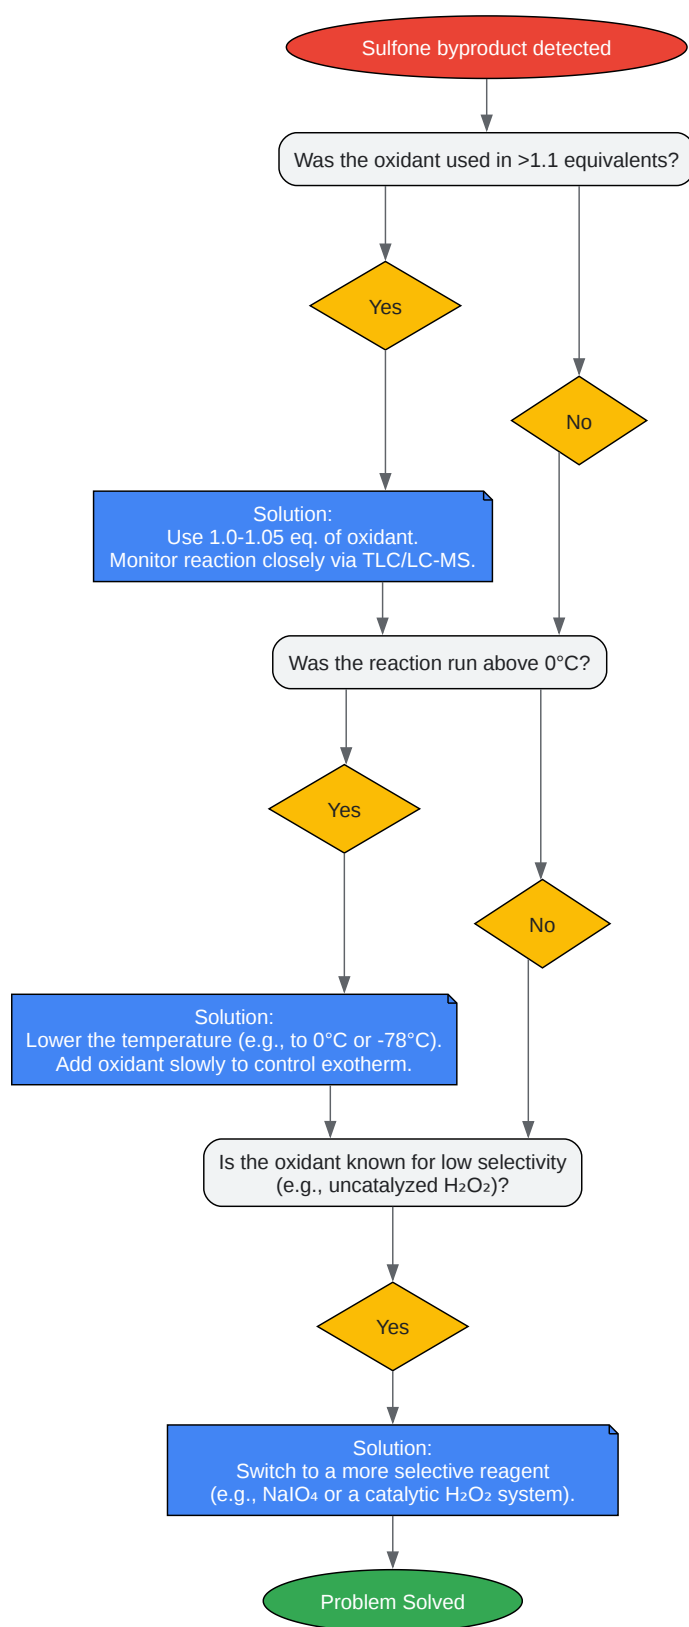 Sulfone byproduct detected
Was the oxidant used in >1.1 equivalents?
Yes
No
Solution:
Use 1.0-1.05 eq. of oxidant.
Monitor reaction closely via TLC/LC-MS.
Was the reaction run above 0°C?
Yes
No
Solution:
Lower the temperature (e.g., to 0°C or -78°C).
Add oxidant slowly to control exotherm.
Is the oxidant known for low selectivity
(e.g., uncatalyzed H₂O₂)?
Yes
Solution:
Switch to a more selective reagent
(e.g., NaIO₄ or a catalytic H₂O₂ system).
Problem Solved